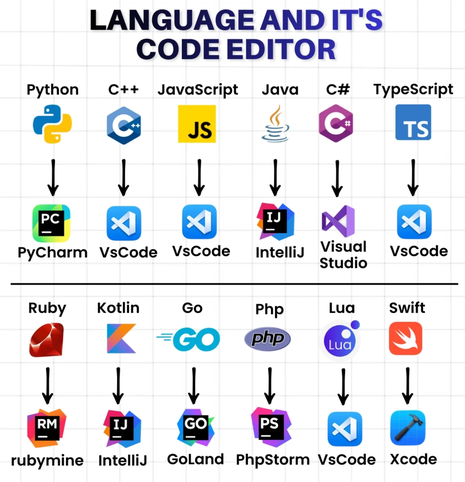 LANGUAGE AND IT'S
CODE EDITOR
Python C++ JavaScript Java C# TypeScript
JS TS
PC IJ
PyCharm VsCode VsCode IntelliJ Visual Studio VsCode
Ruby Kotlin Go Php Lua Swift
GO php Lua
RM IJ GO PS
rubymine IntelliJ GoLand PhpStorm VsCode Xcode